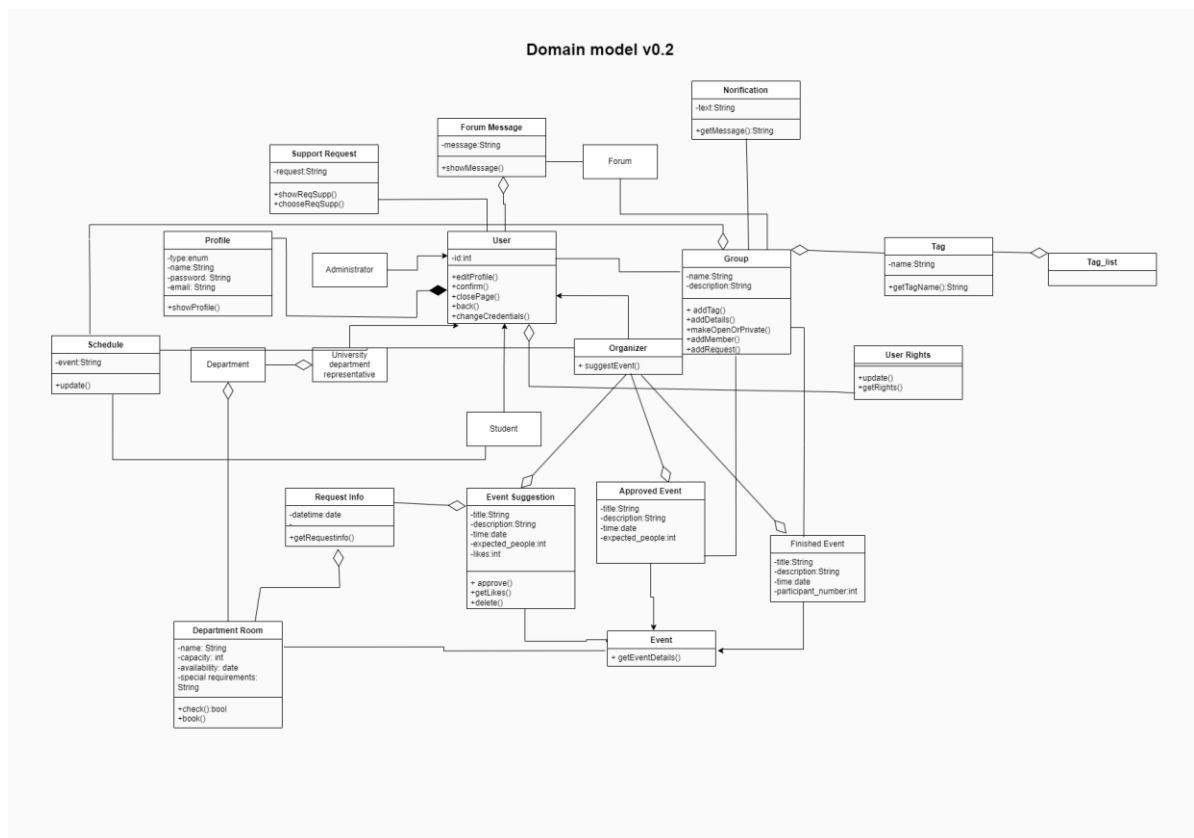 Domain model v0.2
Norification
-text:String
+getMessage():String
Forum Message
-message:String
+showMessage()
Forum
Support Request
-request:String
+showReqSupp()
+chooseReqSupp()
Profile
-type:enum
-name:String
-password: String
-email: String
+showProfile()
Administrator
User
-id:int
+editProfile()
+confirm()
+closePage()
+back()
+changeCredentials()
Group
-name:String
-description:String
+ addTag()
+addDetails()
+makeOpenOrPrivate()
+addMember()
+addRequest()
Tag
-name:String
+getTagName():String
Tag_list
Schedule
-event:String
+update()
Department
University
department
representative
Organizer
+ suggestEvent()
User Rights
+update()
+getRights()
Student
Request Info
-datetime:date
-
+getRequestinfo()
Event Suggestion
-title:String
-description:String
-time:date
-expected_people:int
-likes:int
+ approve()
+getLikes()
+delete()
Approved Event
-title:String
-description:String
-time:date
-expected_people:int
Finished Event
-title:String
-description:String
-time:date
-participant_number:int
Department Room
-name: String
-capacity: int
-availability: date
-special requirements:
String
+check():bool
+book()
Event
+ getEventDetails()